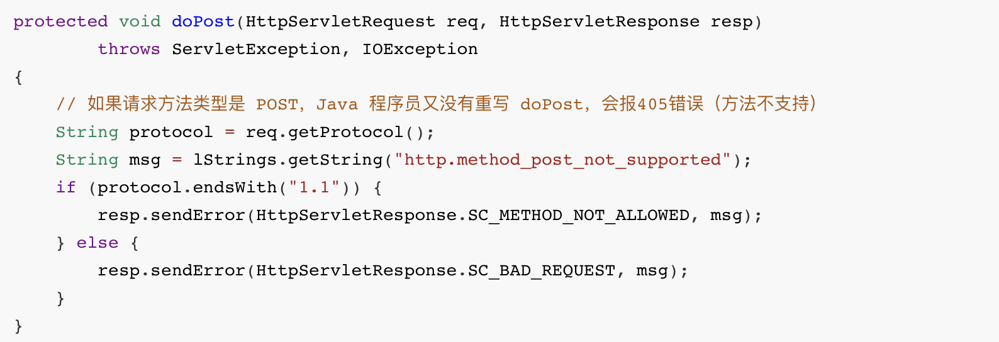 protected void doPost(HttpServletRequest req, HttpServletResponse resp)
        throws ServletException, IOException
{
    // 如果请求方法类型是 POST，Java 程序员又没有重写 doPost，会报405错误（方法不支持）
    String protocol = req.getProtocol();
    String msg = lStrings.getString("http.method_post_not_supported");
    if (protocol.endsWith("1.1")) {
        resp.sendError(HttpServletResponse.SC_METHOD_NOT_ALLOWED, msg);
    } else {
        resp.sendError(HttpServletResponse.SC_BAD_REQUEST, msg);
    }
}